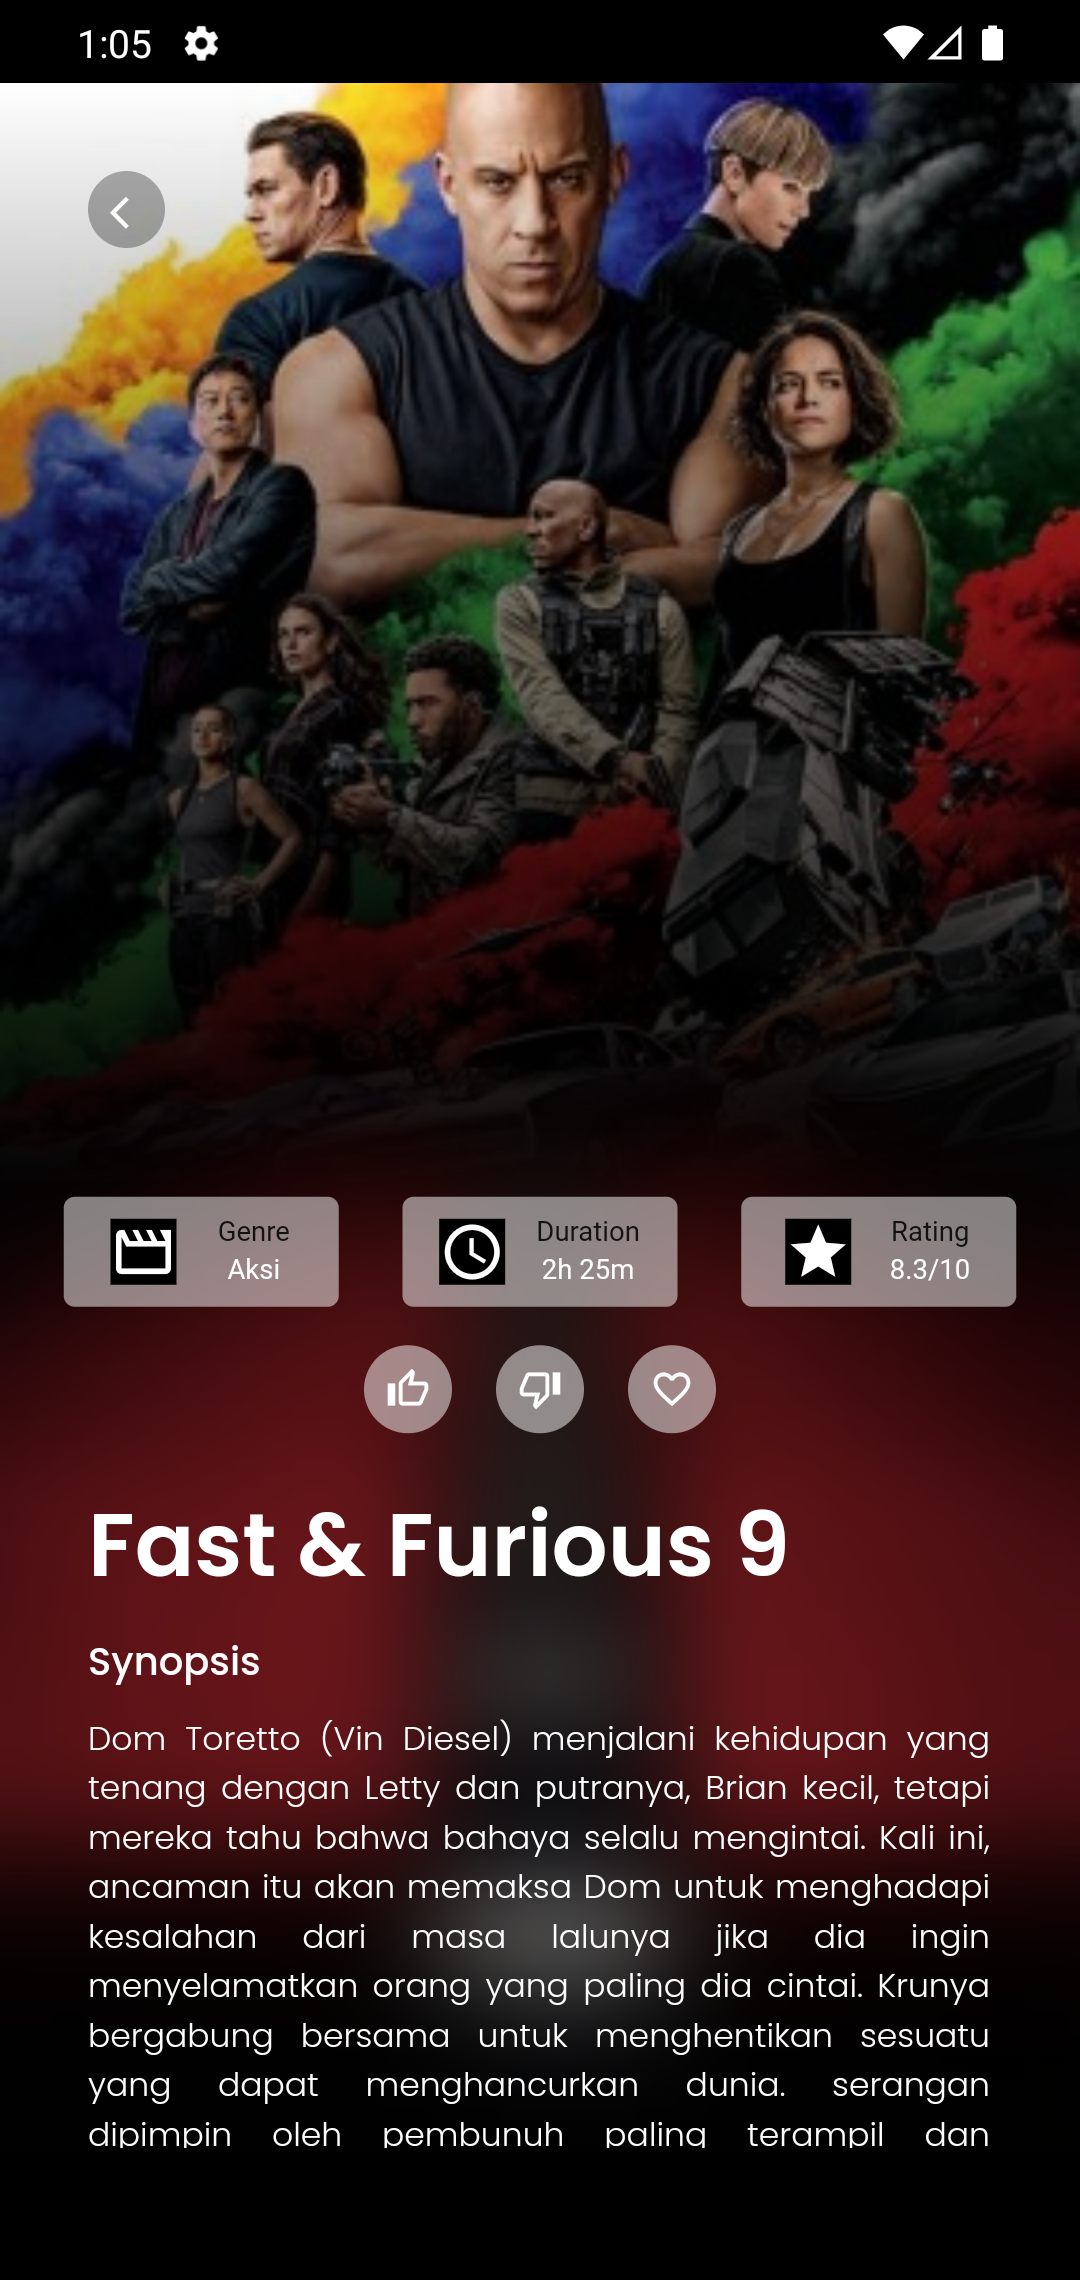 1:05
Genre
Aksi
Duration
2h 25m
Rating
8.3/10
Fast & Furious 9
Synopsis
Dom Toretto (Vin Diesel) menjalani kehidupan yang
tenang dengan Letty dan putranya, Brian kecil, tetapi
mereka tahu bahwa bahaya selalu mengintai. Kali ini,
ancaman itu akan memaksa Dom untuk menghadapi
kesalahan dari masa lalunya jika dia ingin
menyelamatkan orang yang paling dia cintai. Krunya
bergabung bersama untuk menghentikan sesuatu
yang dapat menghancurkan dunia. serangan
dipimpin oleh pembunuh paling terampil dan